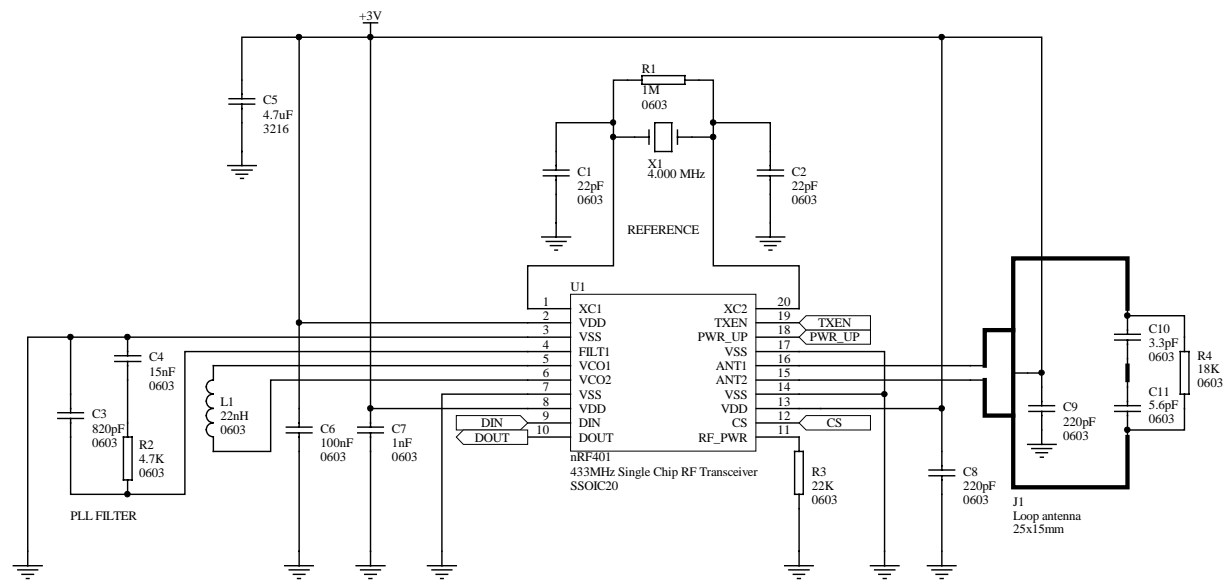 +3V
C5
4.7uF
3216
R1
1M
0603
X1
4.000 MHz
C1
22pF
0603
C2
22pF
0603
REFERENCE
U1
1 XC1
2 VDD
3 VSS
4 FILT1
5 VCO1
6 VCO2
7 VSS
8 VDD
9 DIN
10 DOUT
XC2 20
TXEN 19
PWR_UP 18
VSS 17
ANT1 16
ANT2 15
VSS 14
VDD 13
CS 12
RF_PWR 11
TXEN
PWR_UP
CS
DIN
DOUT
nRF401
433MHz Single Chip RF Transceiver
SSOIC20
C4
15nF
0603
C3
820pF
0603
R2
4.7K
0603
PLL FILTER
L1
22nH
0603
C6
100nF
0603
C7
1nF
0603
R3
22K
0603
C8
220pF
0603
C9
220pF
0603
C10
3.3pF
0603
C11
5.6pF
0603
R4
18K
0603
J1
Loop antenna
25x15mm